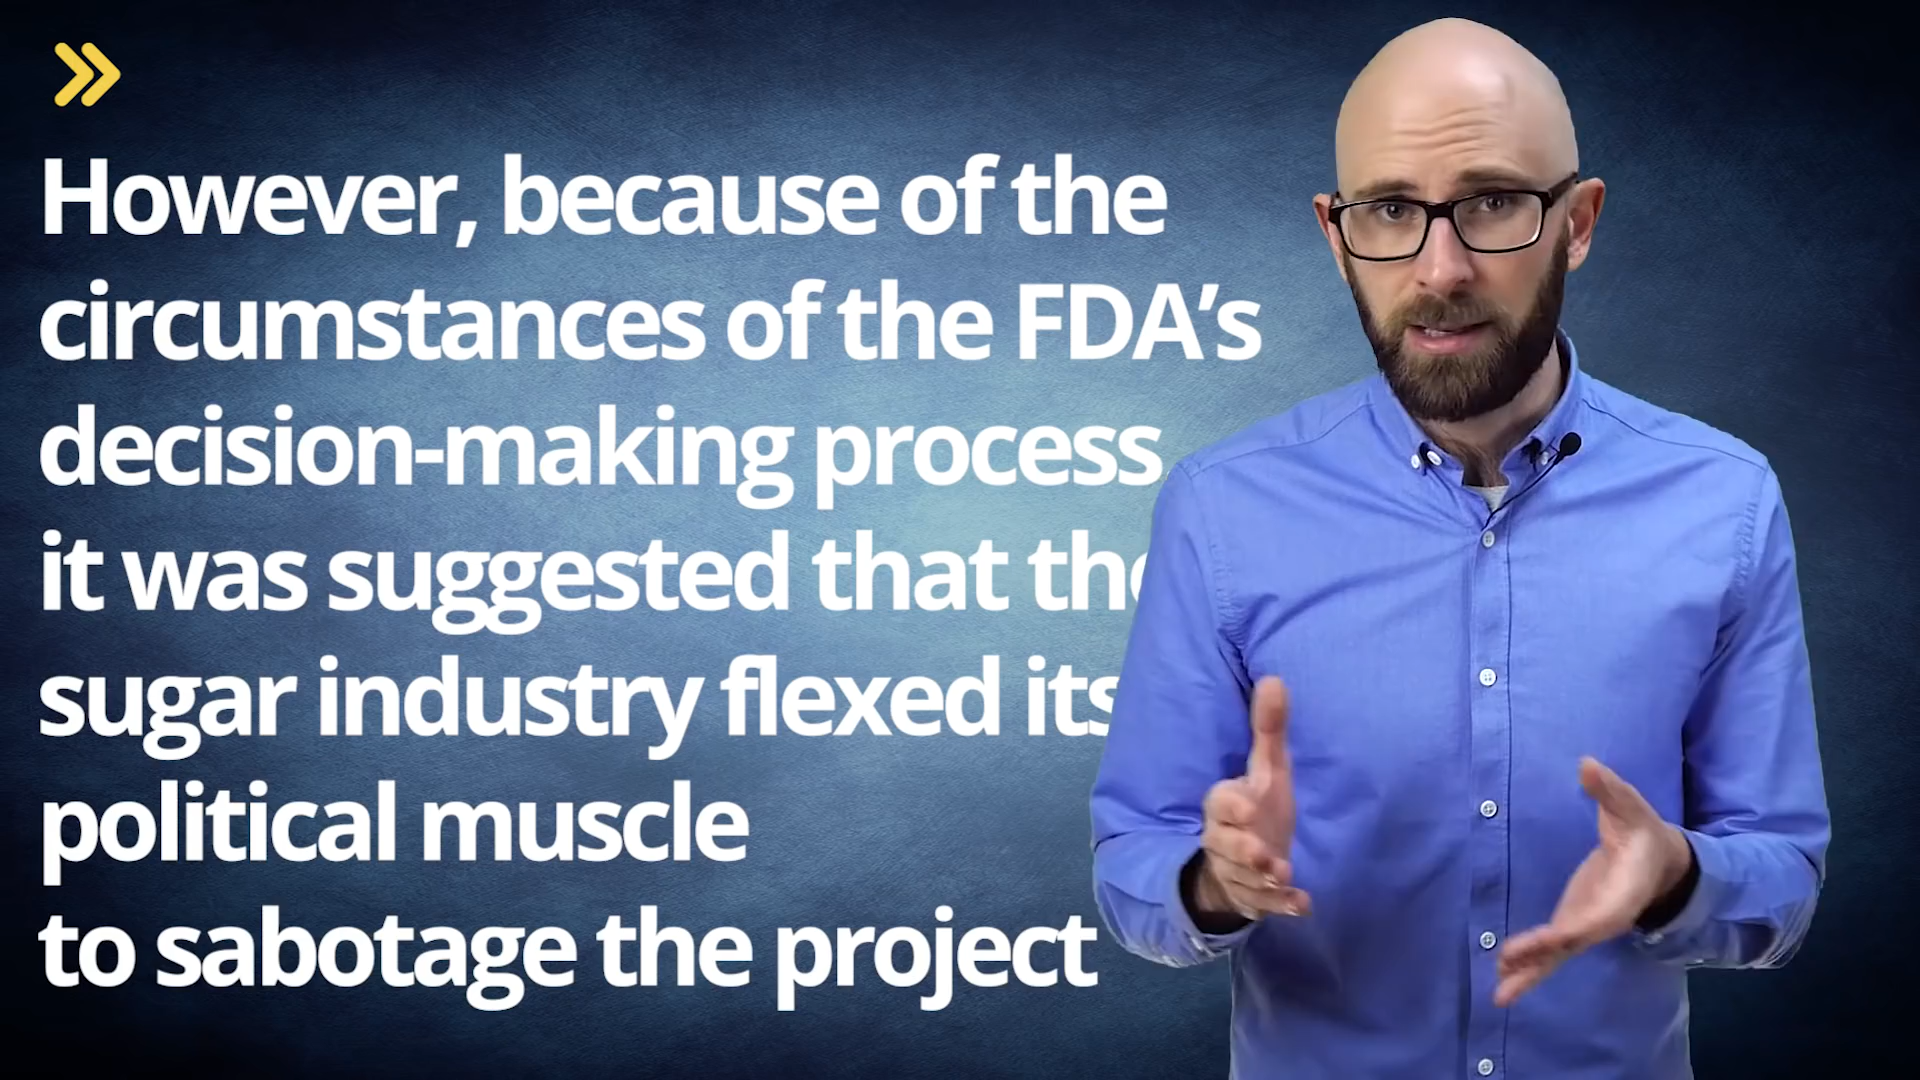 However, because of the
circumstances of the FDA’s
decision-making process
it was suggested that the
sugar industry flexed its
political muscle
to sabotage the project